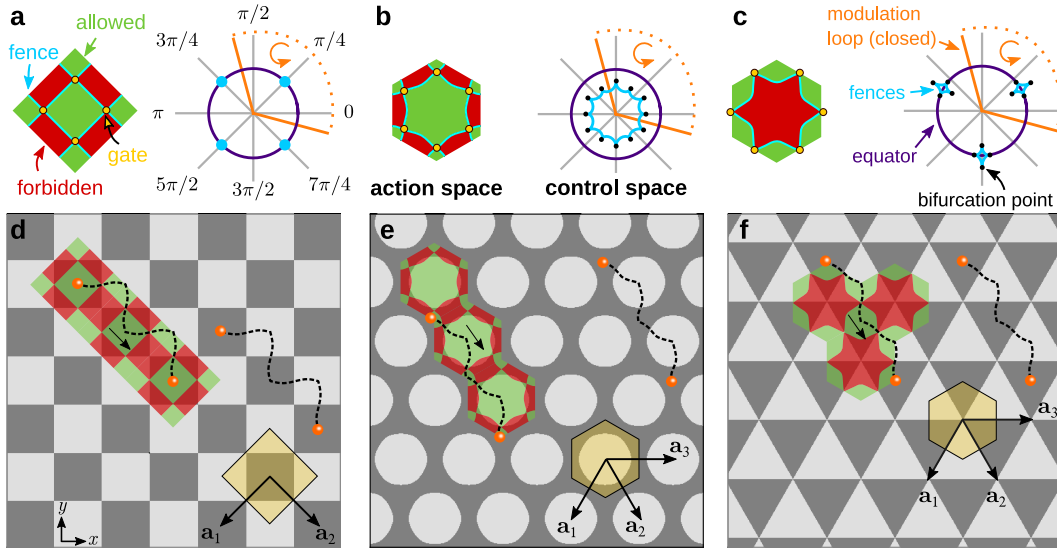 a
allowed
fence
gate
forbidden
π/2
3π/4
π/4
π
0
5π/2
3π/2
7π/4
b
action space
control space
c
modulation
loop (closed)
fences
equator
bifurcation point
d
y
x
a₁
a₂
e
a₃
a₁
a₂
f
a₃
a₁
a₂